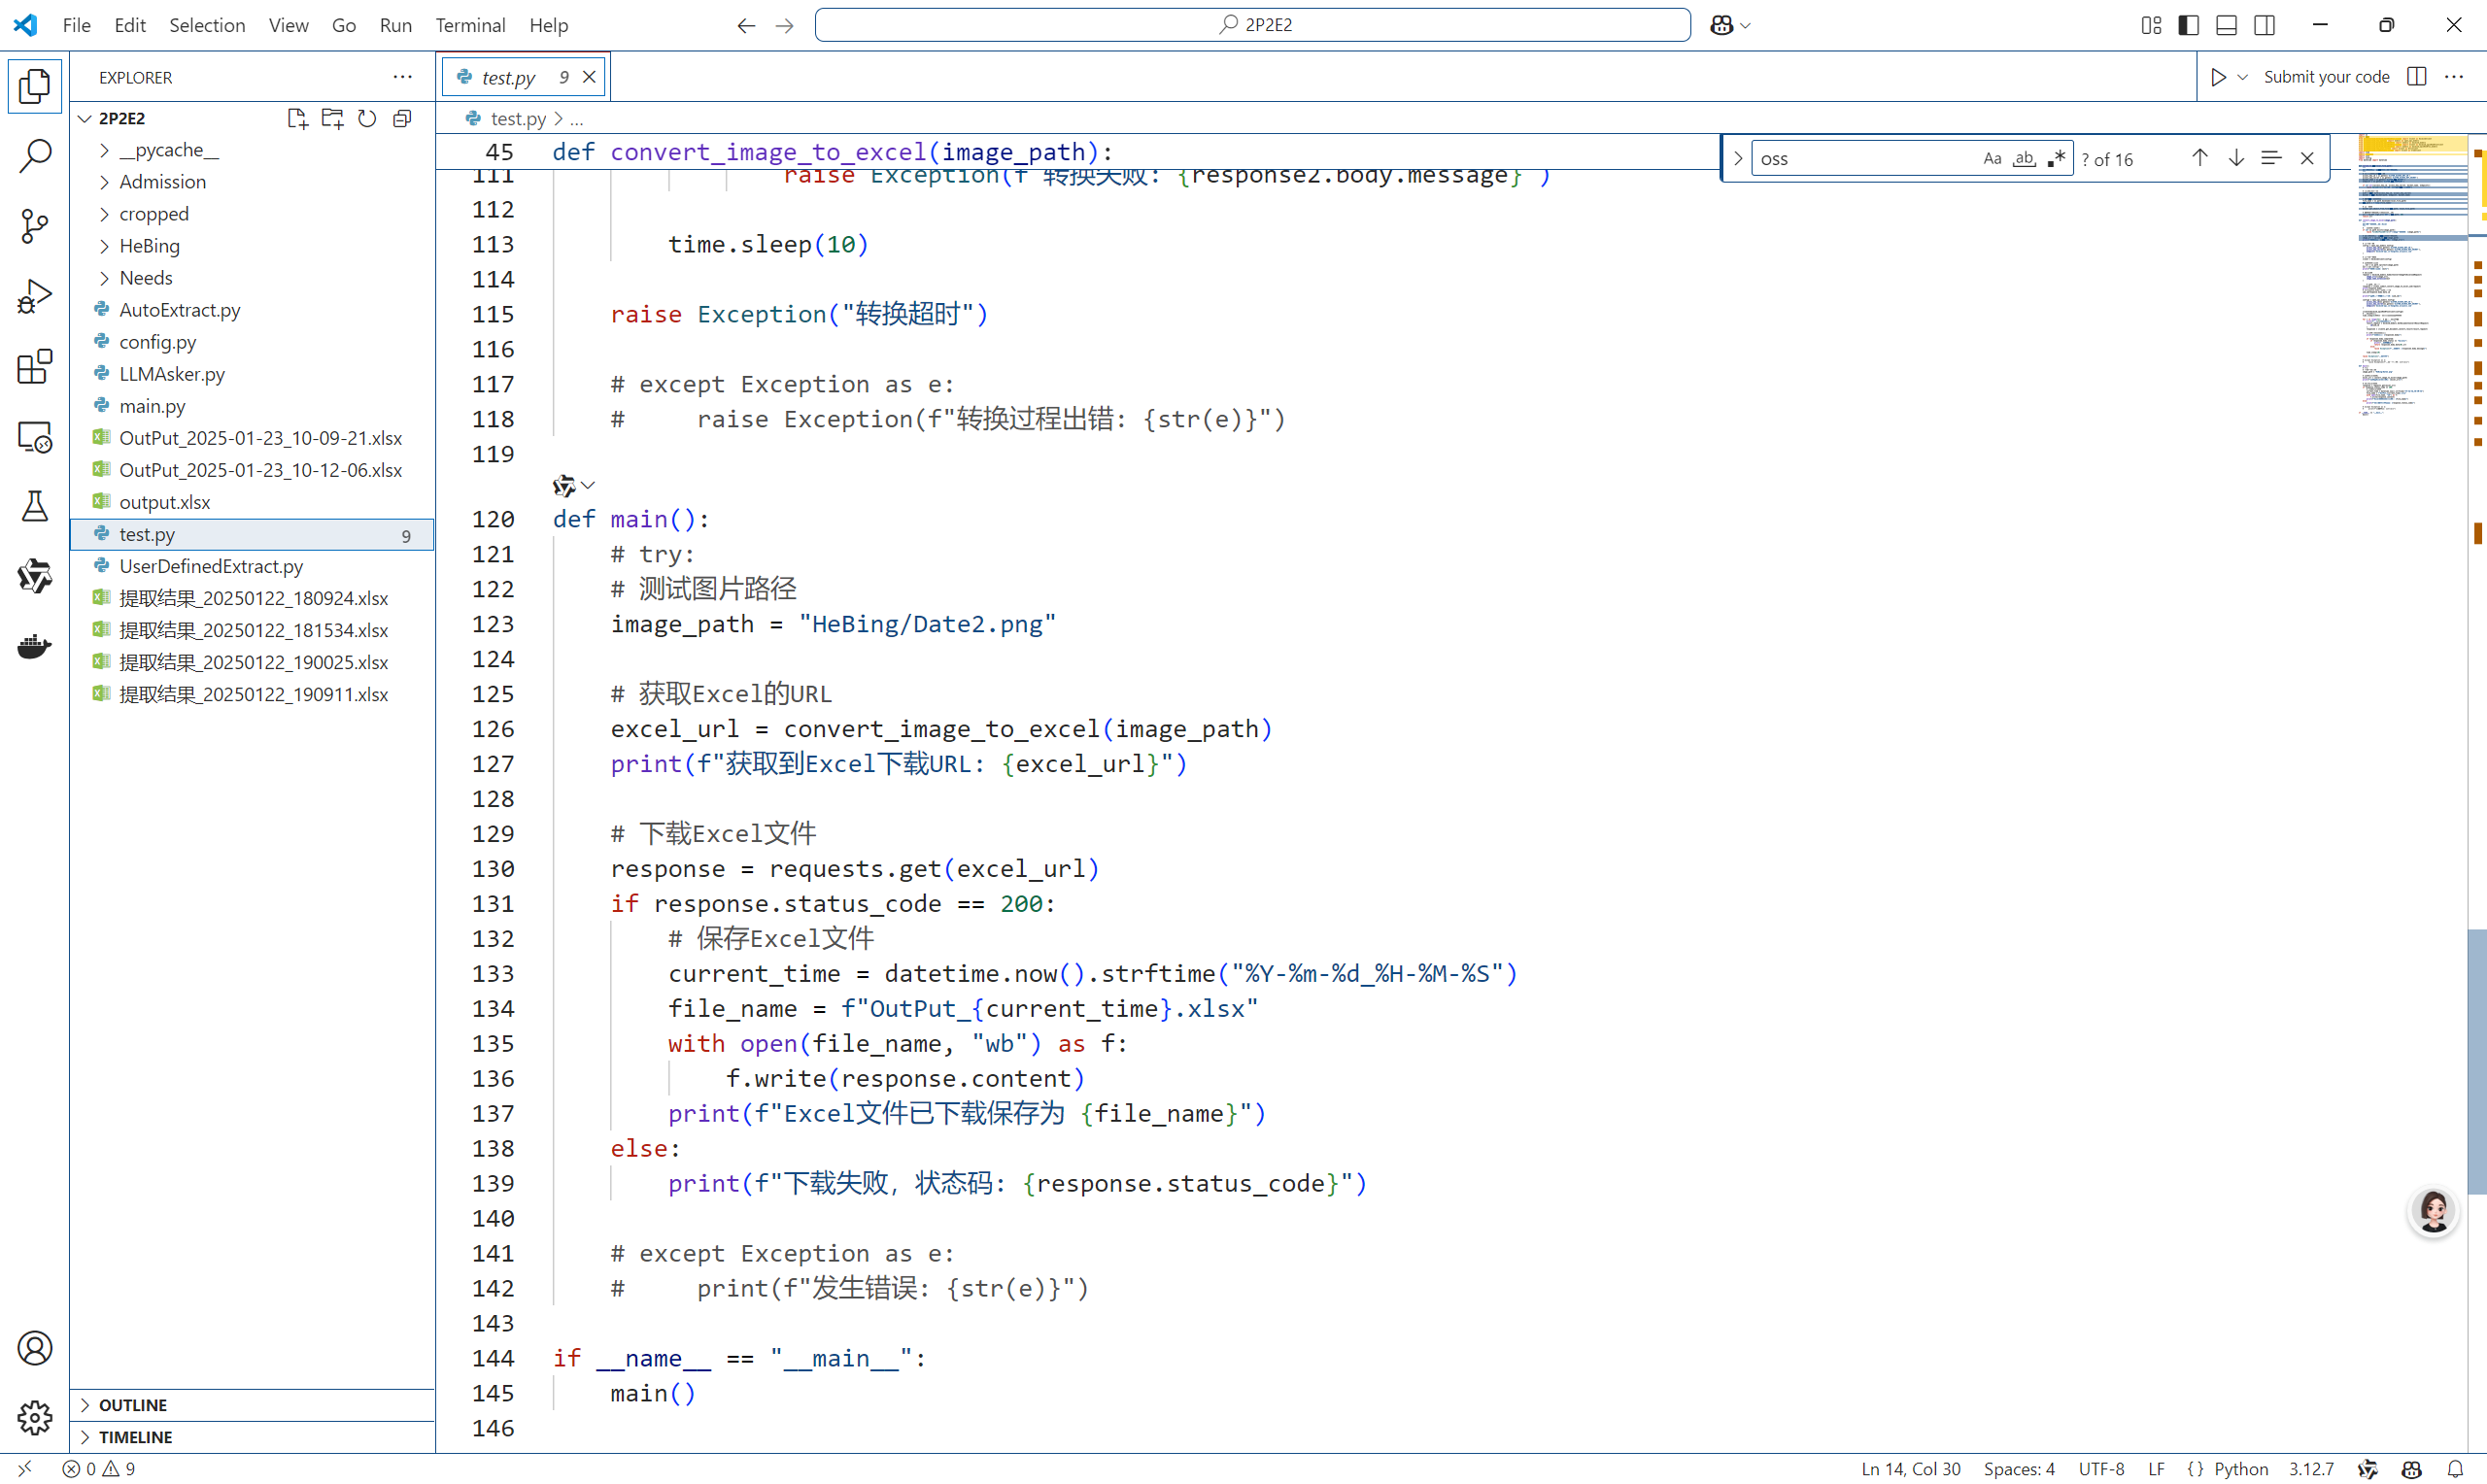 File Edit Selection View Go Run Terminal Help
2P2E2
EXPLORER
test.py 9
Submit your code
2P2E2
__pycache__
Admission
cropped
HeBing
Needs
AutoExtract.py
config.py
LLMAsker.py
main.py
OutPut_2025-01-23_10-09-21.xlsx
OutPut_2025-01-23_10-12-06.xlsx
output.xlsx
test.py 9
UserDefinedExtract.py
提取结果_20250122_180924.xlsx
提取结果_20250122_181534.xlsx
提取结果_20250122_190025.xlsx
提取结果_20250122_190911.xlsx
OUTLINE
TIMELINE
test.py > ...
oss Aa ab .* ? of 16
45 def convert_image_to_excel(image_path):
111 raise Exception(f"转换失败: {response2.body.message}")
112
113 time.sleep(10)
114
115 raise Exception("转换超时")
116
117 # except Exception as e:
118 #     raise Exception(f"转换过程出错: {str(e)}")
119
120 def main():
121 # try:
122 # 测试图片路径
123 image_path = "HeBing/Date2.png"
124
125 # 获取Excel的URL
126 excel_url = convert_image_to_excel(image_path)
127 print(f"获取到Excel下载URL: {excel_url}")
128
129 # 下载Excel文件
130 response = requests.get(excel_url)
131 if response.status_code == 200:
132 # 保存Excel文件
133 current_time = datetime.now().strftime("%Y-%m-%d_%H-%M-%S")
134 file_name = f"OutPut_{current_time}.xlsx"
135 with open(file_name, "wb") as f:
136 f.write(response.content)
137 print(f"Excel文件已下载保存为 {file_name}")
138 else:
139 print(f"下载失败，状态码: {response.status_code}")
140
141 # except Exception as e:
142 #     print(f"发生错误: {str(e)}")
143
144 if __name__ == "__main__":
145 main()
146
0 9
Ln 14, Col 30 Spaces: 4 UTF-8 LF {} Python 3.12.7